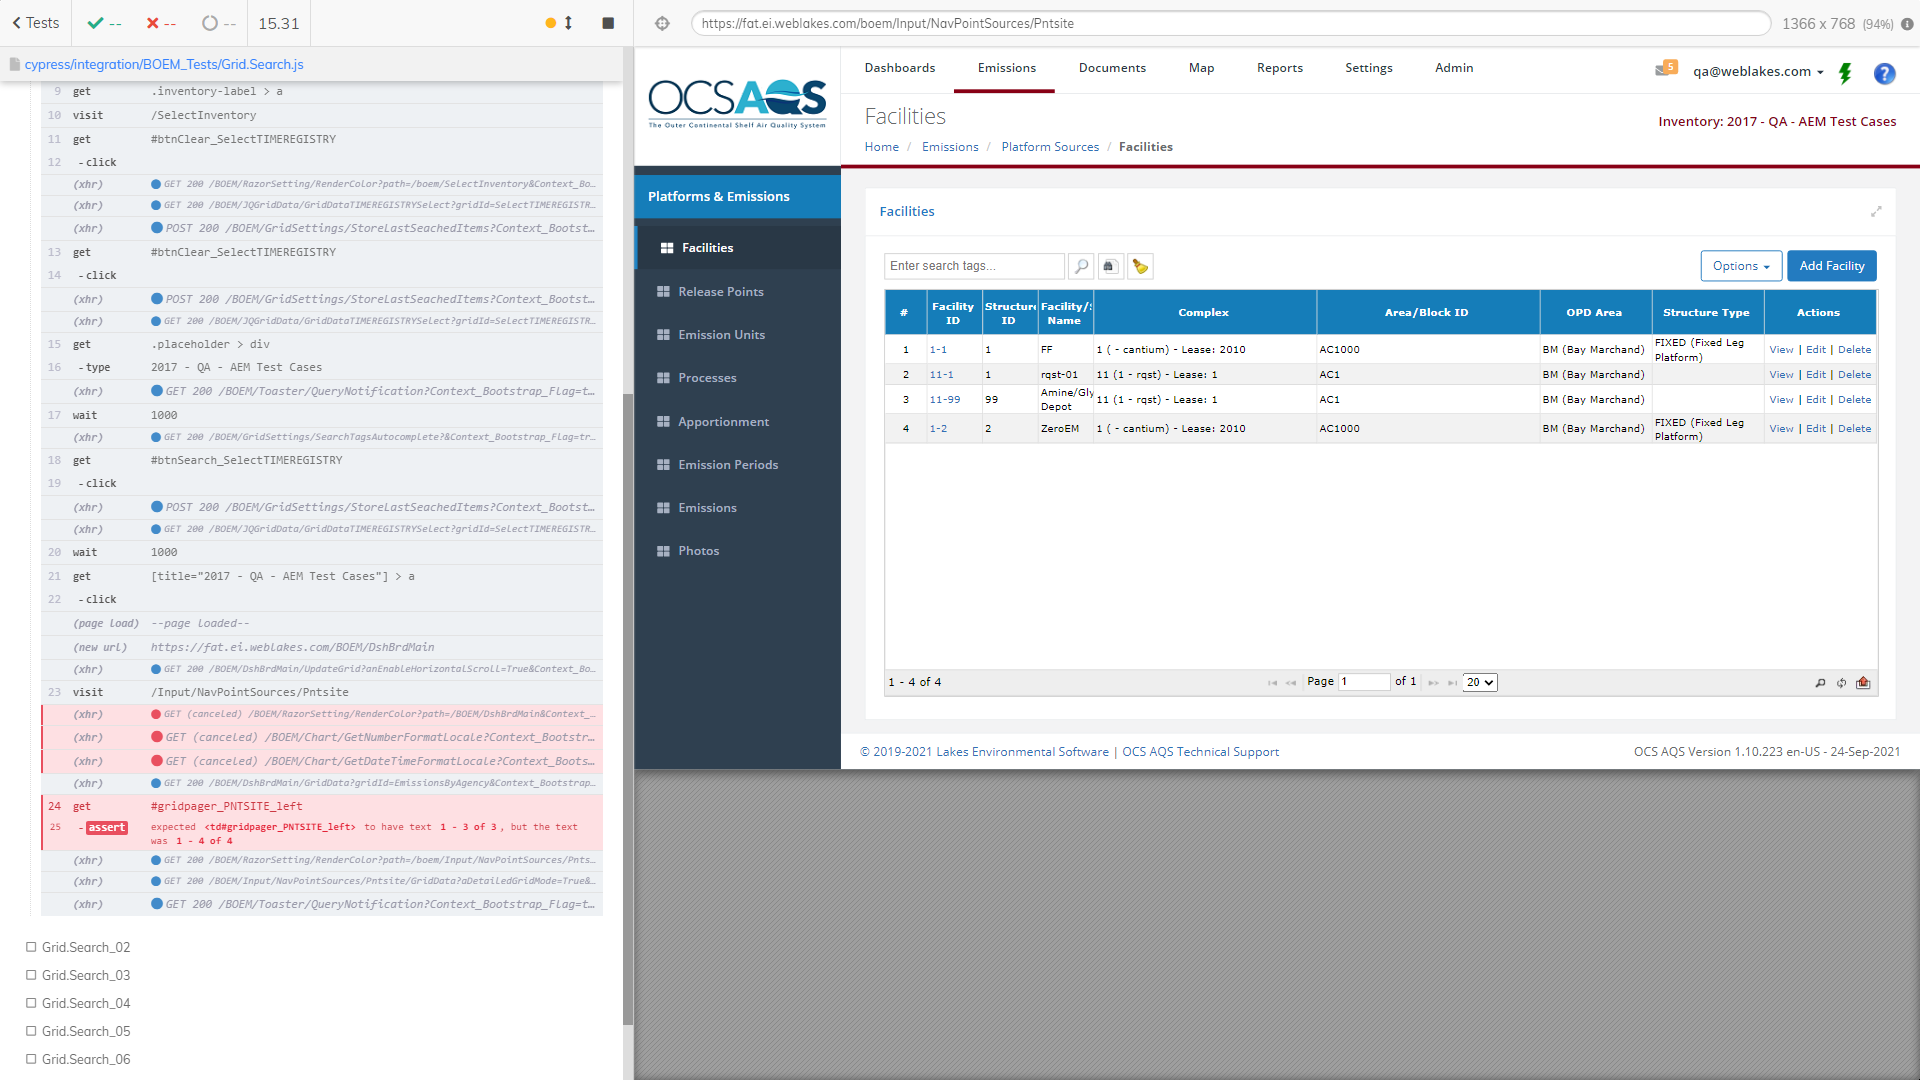 Tests
--
--
--
15.31
cypress/integration/BOEM_Tests/Grid.Search.js
9 get .inventory-label > a
10 visit /SelectInventory
11 get #btnClear_SelectTIMEREGISTRY
12 -click
(xhr) GET 200 /BOEM/RazorSetting/RenderColor?path=/boem/SelectInventory&Context_Bo...
(xhr) GET 200 /BOEM/JQGridData/GridDataTIMEREGISTRYSelect?gridId=SelectTIMEREGISTR...
(xhr) POST 200 /BOEM/GridSettings/StoreLastSeachedItems?Context_Bootst...
13 get #btnClear_SelectTIMEREGISTRY
14 -click
(xhr) POST 200 /BOEM/GridSettings/StoreLastSeachedItems?Context_Bootst...
(xhr) GET 200 /BOEM/JQGridData/GridDataTIMEREGISTRYSelect?gridId=SelectTIMEREGISTR...
15 get .placeholder > div
16 -type 2017 - QA - AEM Test Cases
(xhr) GET 200 /BOEM/Toaster/QueryNotification?Context_Bootstrap_Flag=t...
17 wait 1000
(xhr) GET 200 /BOEM/GridSettings/SearchTagsAutocomplete?&Context_Bootstrap_Flag=tr...
18 get #btnSearch_SelectTIMEREGISTRY
19 -click
(xhr) POST 200 /BOEM/GridSettings/StoreLastSeachedItems?Context_Bootst...
(xhr) GET 200 /BOEM/JQGridData/GridDataTIMEREGISTRYSelect?gridId=SelectTIMEREGISTR...
20 wait 1000
21 get [title="2017 - QA - AEM Test Cases"] > a
22 -click
(page load) --page loaded--
(new url) https://fat.ei.weblakes.com/BOEM/DshBrdMain
(xhr) GET 200 /BOEM/DshBrdMain/UpdateGrid?anEnableHorizontalScroll=True&Context_Bo...
23 visit /Input/NavPointSources/Pntsite
(xhr) GET (canceled) /BOEM/RazorSetting/RenderColor?path=/BOEM/DshBrdMain&Context_...
(xhr) GET (canceled) /BOEM/Chart/GetNumberFormatLocale?Context_Bootstr...
(xhr) GET (canceled) /BOEM/Chart/GetDateTimeFormatLocale?Context_Boots...
(xhr) GET 200 /BOEM/DshBrdMain/GridData?gridId=EmissionsByAgency&Context_Bootstrap...
24 get #gridpager_PNTSITE_left
25 -assert expected <td#gridpager_PNTSITE_left> to have text 1 - 3 of 3, but the text
was 1 - 4 of 4
(xhr) GET 200 /BOEM/RazorSetting/RenderColor?path=/boem/Input/NavPointSources/Pnts...
(xhr) GET 200 /BOEM/Input/NavPointSources/Pntsite/GridData?aDetailedGridMode=True&...
(xhr) GET 200 /BOEM/Toaster/QueryNotification?Context_Bootstrap_Flag=t...
Grid.Search_02
Grid.Search_03
Grid.Search_04
Grid.Search_05
Grid.Search_06
https://fat.ei.weblakes.com/boem/Input/NavPointSources/Pntsite
1366 x 768 (94%)
OCSAQS
The Outer Continental Shelf Air Quality System
Dashboards Emissions Documents Map Reports Settings Admin
5
qa@weblakes.com
?
Facilities
Inventory: 2017 - QA - AEM Test Cases
Home / Emissions / Platform Sources / Facilities
Platforms & Emissions
Facilities
Release Points
Emission Units
Processes
Apportionment
Emission Periods
Emissions
Photos
Facilities
Enter search tags...
Options
Add Facility
# Facility ID Structure ID Facility/S Name Complex Area/Block ID OPD Area Structure Type Actions
1 1-1 1 FF 1 ( - cantium) - Lease: 2010 AC1000 BM (Bay Marchand) FIXED (Fixed Leg Platform) View | Edit | Delete
2 11-1 1 rqst-01 11 (1 - rqst) - Lease: 1 AC1 BM (Bay Marchand) View | Edit | Delete
3 11-99 99 Amine/Gly Depot 11 (1 - rqst) - Lease: 1 AC1 BM (Bay Marchand) View | Edit | Delete
4 1-2 2 ZeroEM 1 ( - cantium) - Lease: 2010 AC1000 BM (Bay Marchand) FIXED (Fixed Leg Platform) View | Edit | Delete
1 - 4 of 4
Page 1 of 1 20
© 2019-2021 Lakes Environmental Software | OCS AQS Technical Support
OCS AQS Version 1.10.223 en-US - 24-Sep-2021